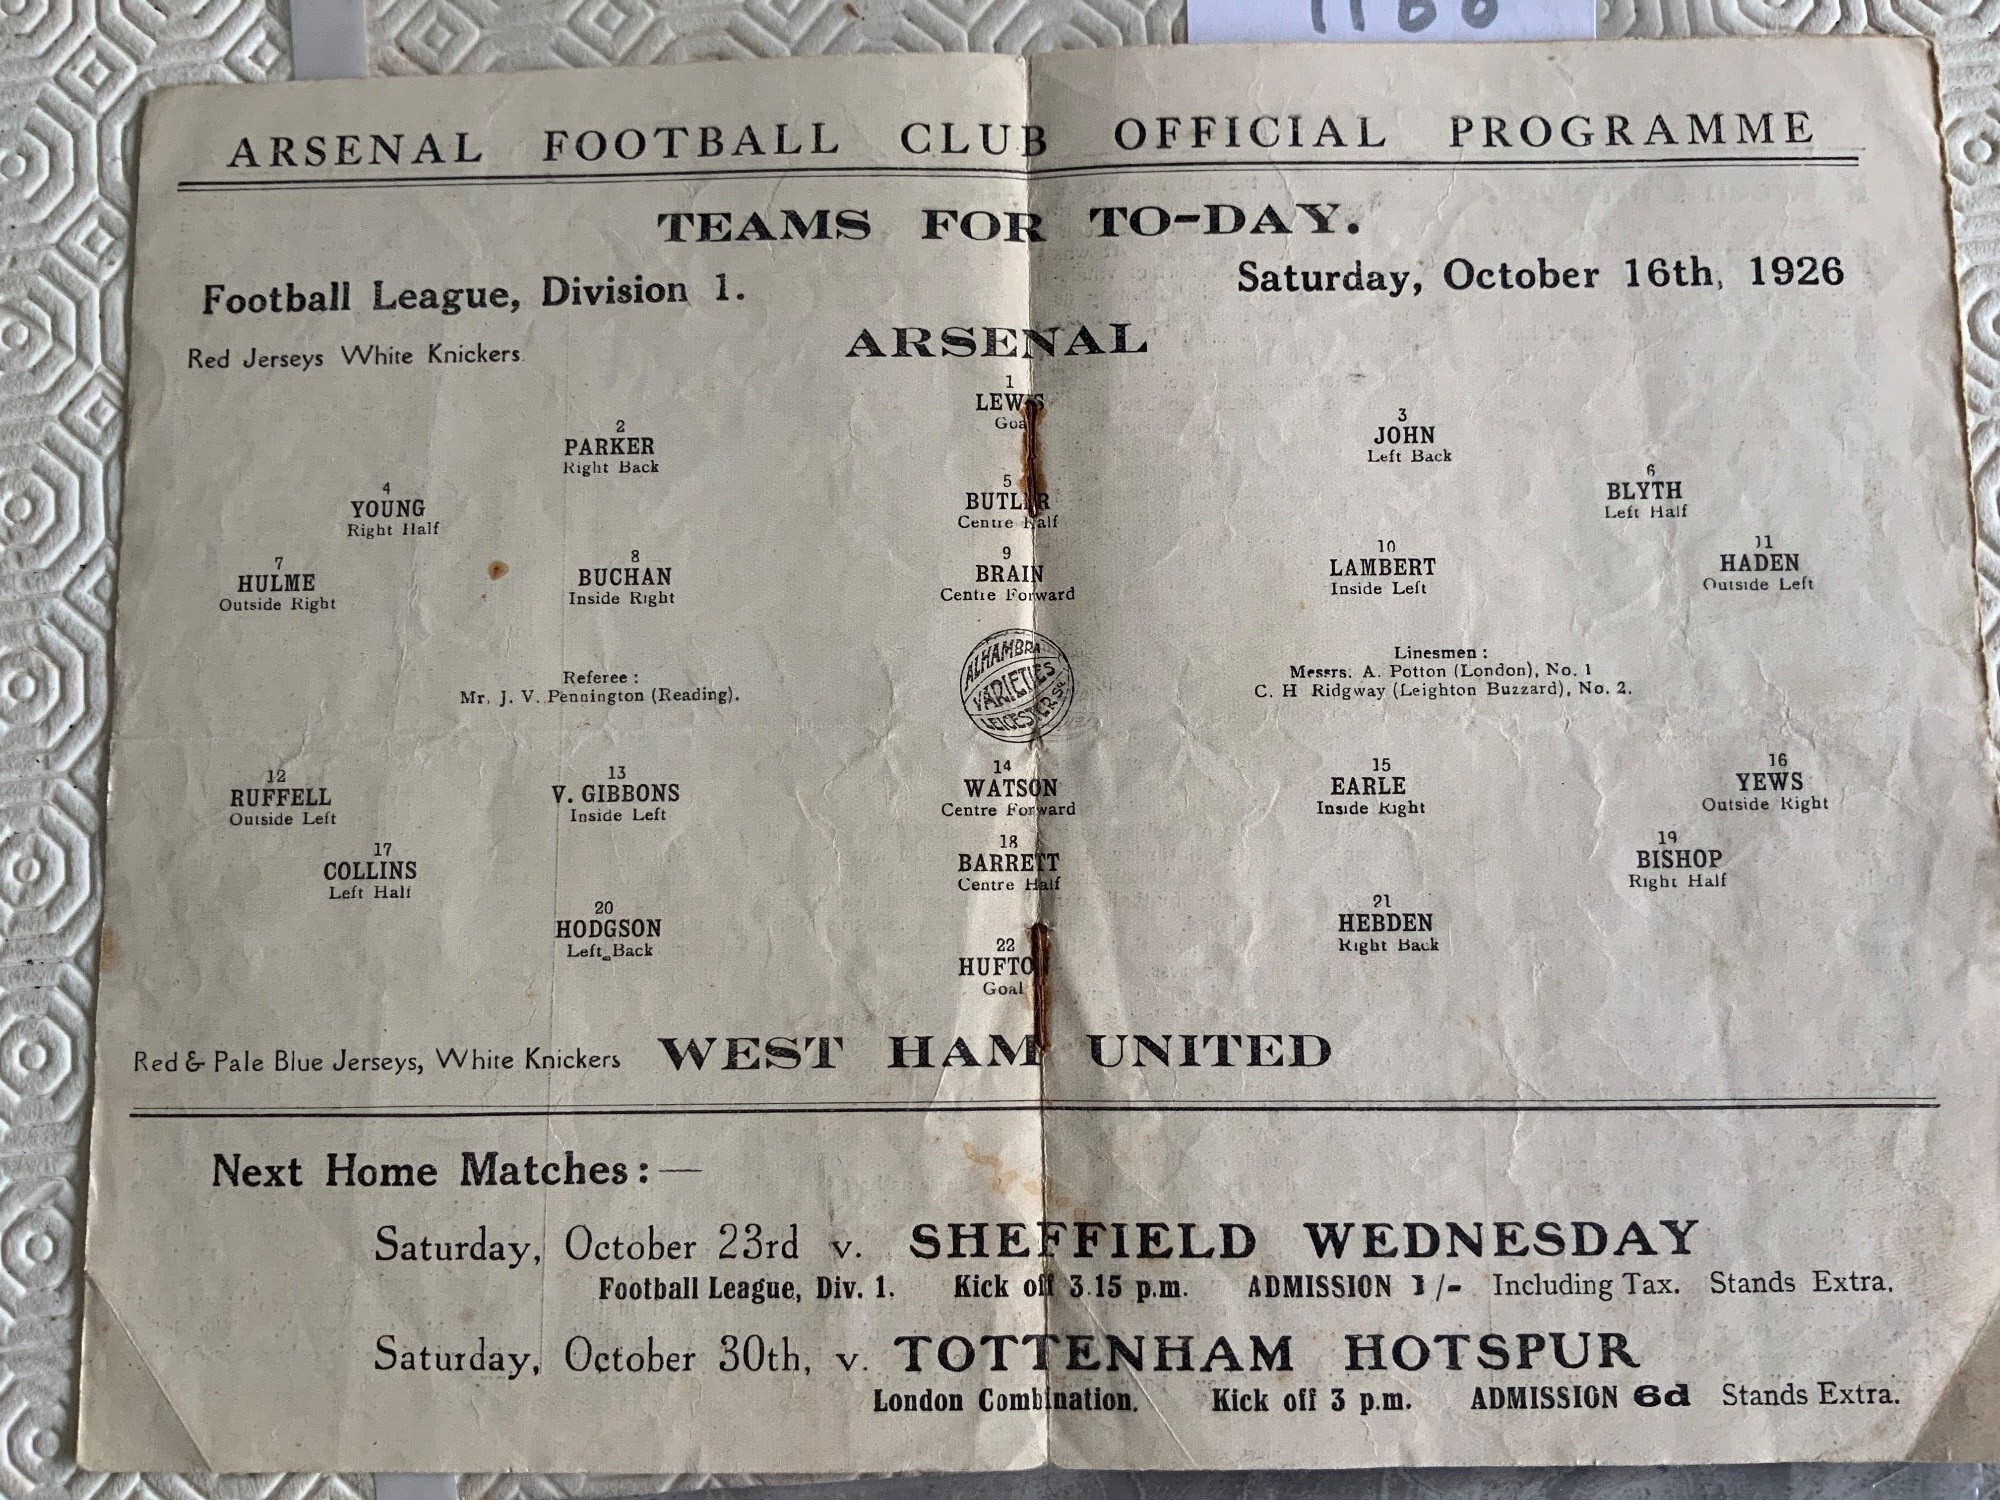 1188
ARSENAL FOOTBALL CLUB OFFICIAL PROGRAMME
TEAMS FOR TO-DAY.
Football League, Division 1. Saturday, October 16th, 1926
Red Jerseys White Knickers. ARSENAL
1
LEWIS
Goal
2
PARKER
Right Back
3
JOHN
Left Back
4
YOUNG
Right Half
5
BUTLER
Centre Half
6
BLYTH
Left Half
7
HULME
Outside Right
8
BUCHAN
Inside Right
9
BRAIN
Centre Forward
10
LAMBERT
Inside Left
11
HADEN
Outside Left
Referee :
Mr. J. V. Pennington (Reading).
ALHAMBRA
VARIETIES
LEICESTER SQ.
Linesmen :
Messrs. A. Potton (London), No. 1
C. H Ridgway (Leighton Buzzard), No. 2.
12
RUFFELL
Outside Left
13
V. GIBBONS
Inside Left
14
WATSON
Centre Forward
15
EARLE
Inside Right
16
YEWS
Outside Right
17
COLLINS
Left Half
18
BARRETT
Centre Half
19
BISHOP
Right Half
20
HODGSON
Left Back
21
HEBDEN
Right Back
22
HUFTON
Goal
Red & Pale Blue Jerseys, White Knickers WEST HAM UNITED
Next Home Matches:—
Saturday, October 23rd v. SHEFFIELD WEDNESDAY
Football League, Div. 1. Kick off 3.15 p.m. ADMISSION 1/- Including Tax. Stands Extra.
Saturday, October 30th, v. TOTTENHAM HOTSPUR
London Combination. Kick off 3 p.m. ADMISSION 6d Stands Extra.